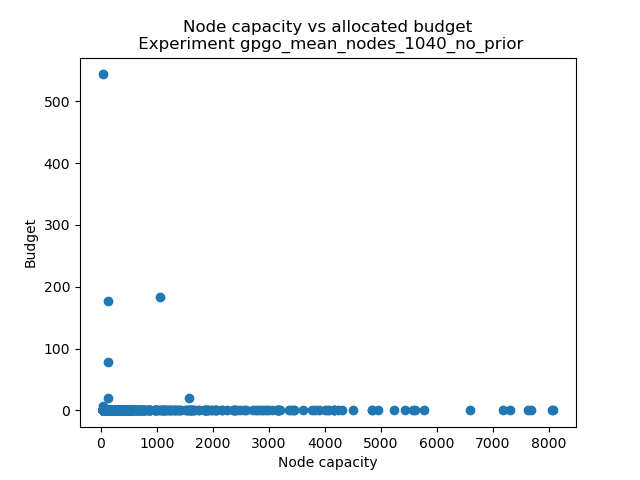 Node capacity vs allocated budget
Experiment gpgo_mean_nodes_1040_no_prior
500
400
300
200
100
0
Budget
0 1000 2000 3000 4000 5000 6000 7000 8000
Node capacity